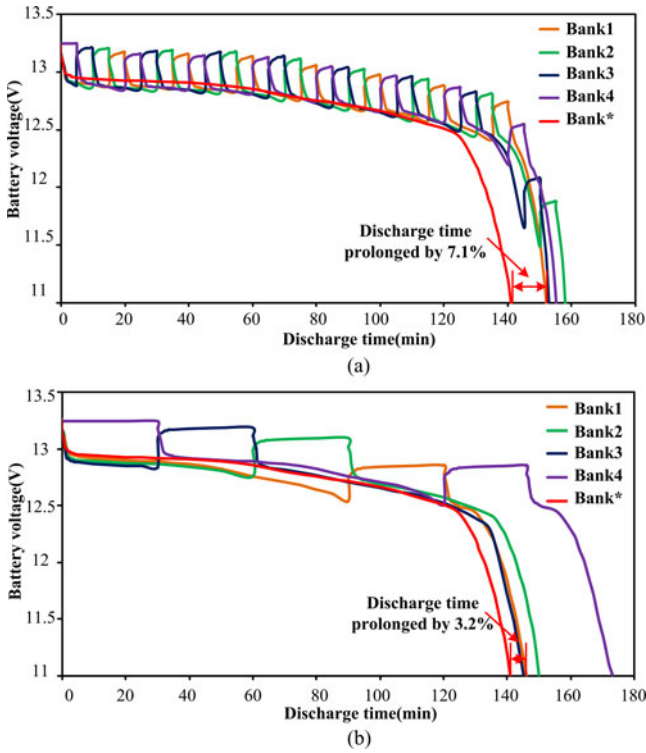 13.5
13
12.5
12
11.5
11
Battery voltage(V)
Bank1
Bank2
Bank3
Bank4
Bank*
Discharge time
prolonged by 7.1%
0 20 40 60 80 100 120 140 160 180
Discharge time(min)
(a)
13.5
13
12.5
12
11.5
11
Battery voltage(V)
Bank1
Bank2
Bank3
Bank4
Bank*
Discharge time
prolonged by 3.2%
0 20 40 60 80 100 120 140 160 180
Discharge time(min)
(b)